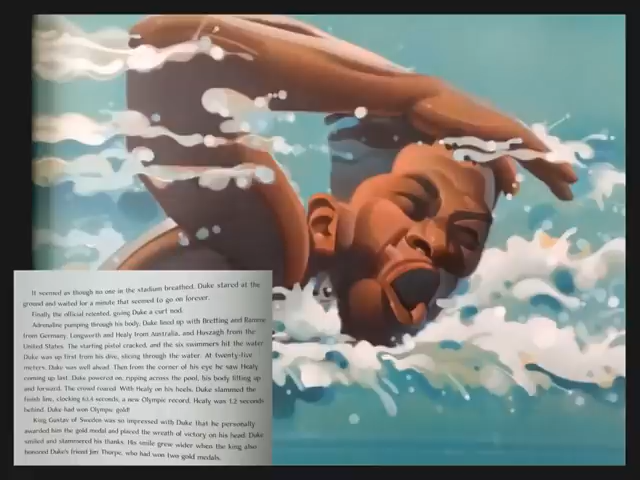 It seemed as though no one in the stadium breathed. Duke stared at the
ground and waited for a minute that seemed to go on forever.
Finally the official relented, giving Duke a curt nod.
Adrenaline pumping through his body, Duke lined up with Bretting and Ramme
from Germany, Longworth and Healy from Australia, and Huszagh from the
United States. The starting pistol cracked, and the six swimmers hit the water.
Duke was up first from his dive, slicing through the water. At twenty-five
meters, Duke was well ahead. Then from the corner of his eye he saw Healy
coming up fast. Duke powered on, ripping across the pool, his body lifting up
and forward. The crowd roared. With Healy on his heels, Duke slammed the
finish line, clocking 63.4 seconds, a new Olympic record. Healy was 1.2 seconds
behind. Duke had won Olympic gold!
King Gustav of Sweden was so impressed with Duke that he personally
awarded him the gold medal and placed the wreath of victory on his head. Duke
smiled and stammered his thanks. His smile grew wider when the king also
honored Duke's friend Jim Thorpe, who had won two gold medals.